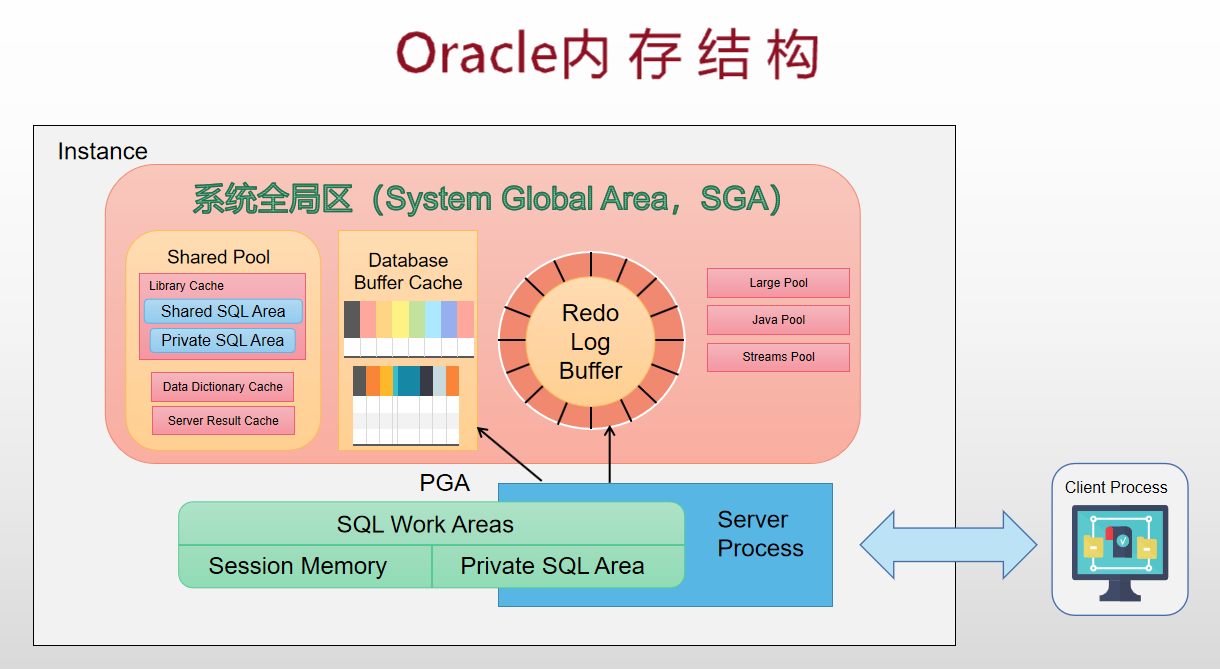 Oracle内存结构
Instance
系统全局区（System Global Area，SGA）
Shared Pool
Library Cache
Shared SQL Area
Private SQL Area
Data Dictionary Cache
Server Result Cache
Database
Buffer Cache
Redo
Log
Buffer
Large Pool
Java Pool
Streams Pool
PGA
SQL Work Areas
Session Memory
Private SQL Area
Server
Process
Client Process